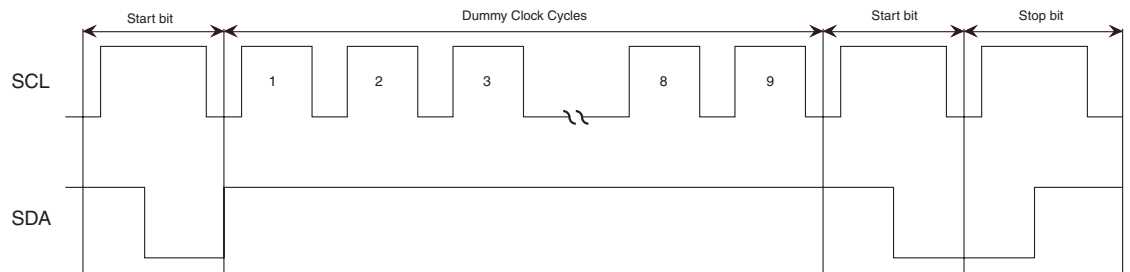 Start bit Dummy Clock Cycles Start bit Stop bit
SCL 1 2 3 8 9
SDA